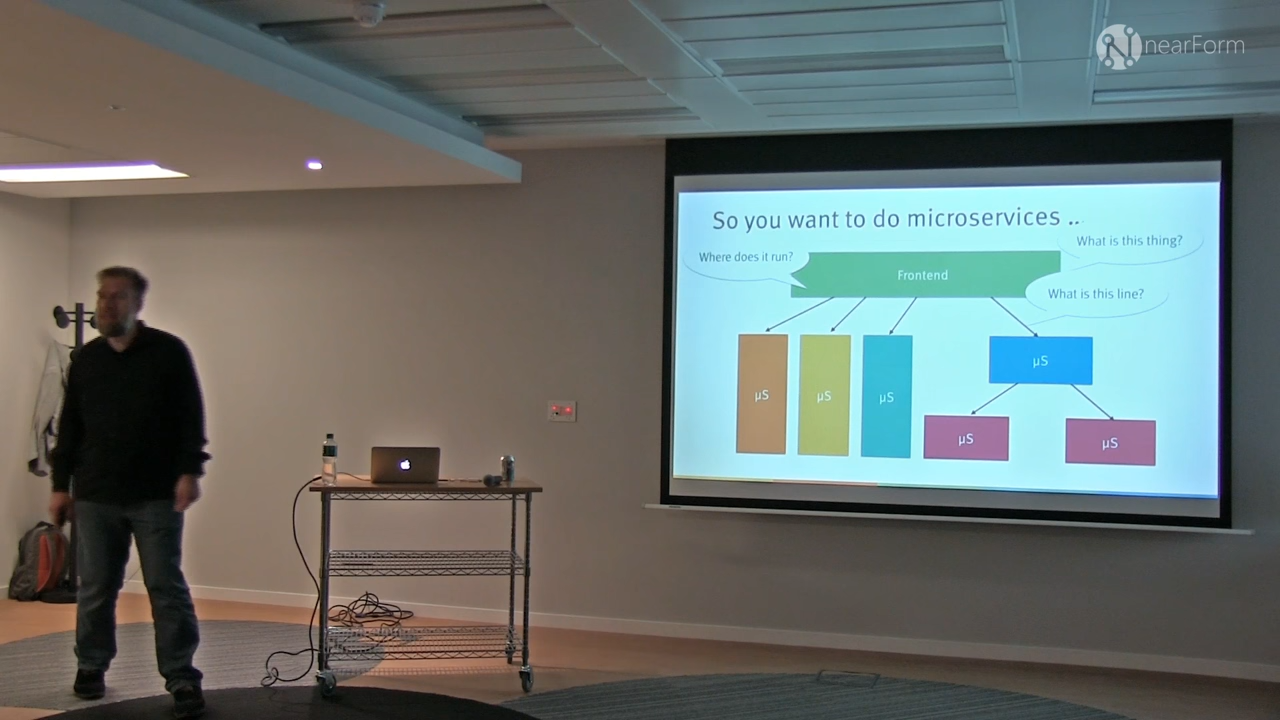 nearForm
So you want to do microservices ..
What is this thing?
Where does it run?
Frontend
What is this line?
µS
µS
µS
µS
µS
µS